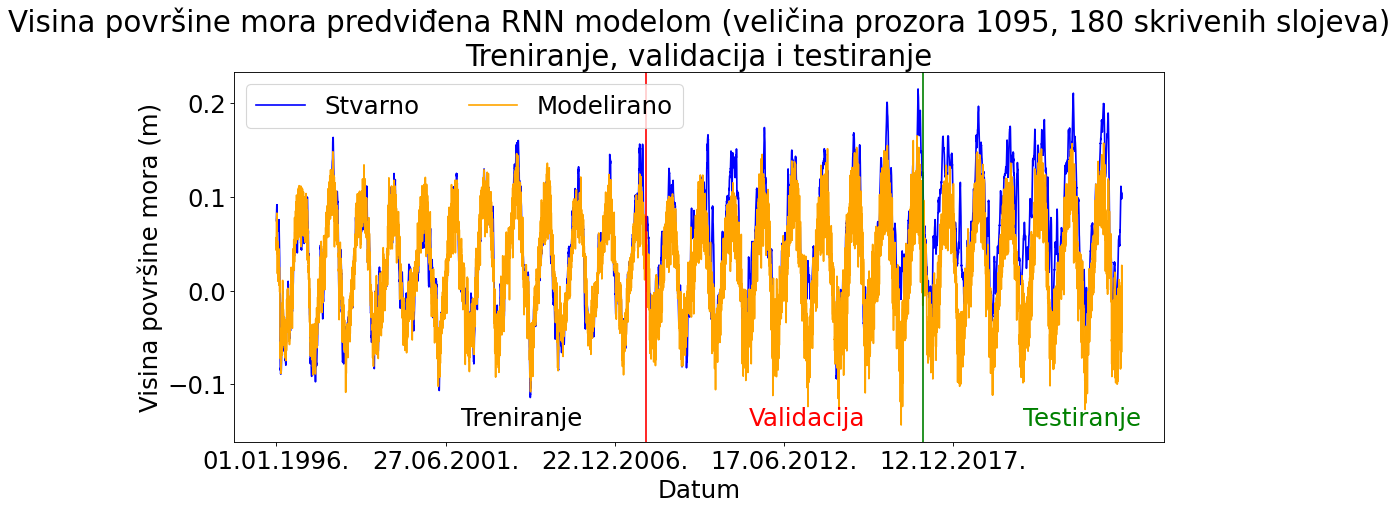 Visina površine mora predviđena RNN modelom (veličina prozora 1095, 180 skrivenih slojeva)
Treniranje, validacija i testiranje
Stvarno Modelirano
Visina površine mora (m)
0.2
0.1
0.0
−0.1
Treniranje Validacija Testiranje
01.01.1996. 27.06.2001. 22.12.2006. 17.06.2012. 12.12.2017.
Datum